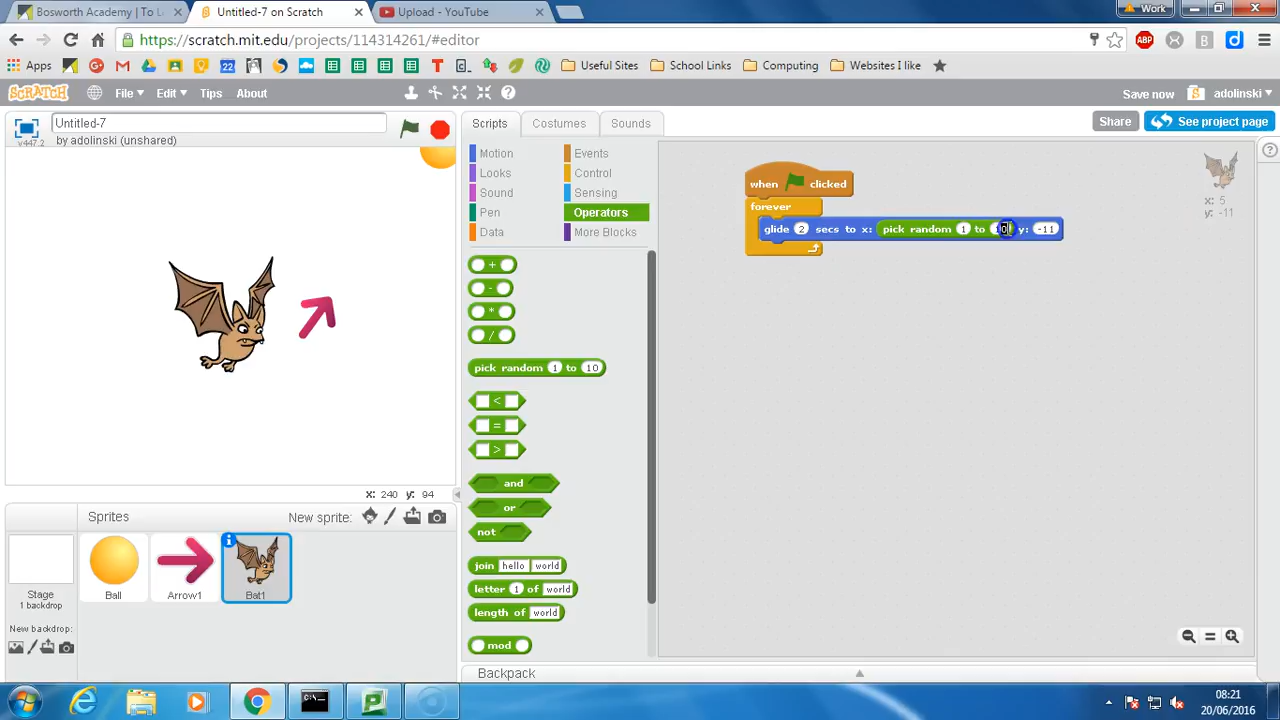 Bosworth Academy | To L
Untitled-7 on Scratch
Upload - YouTube
Work
https://scratch.mit.edu/projects/114314261/#editor
ABP
Apps
Useful Sites
School Links
Computing
Websites I like
SCRATCH
File
Edit
Tips
About
Save now
adolinski
Untitled-7
by adolinski (unshared)
v447.2
Scripts
Costumes
Sounds
Share
See project page
Motion
Looks
Sound
Pen
Data
Events
Control
Sensing
Operators
More Blocks
+
-
*
/
pick random 1 to 10
<
=
>
and
or
not
join hello world
letter 1 of world
length of world
mod
when clicked
forever
glide 2 secs to x: pick random 1 to 10 y: -11
x: 5
y: -11
x: 240 y: 94
Sprites
New sprite:
Stage
1 backdrop
New backdrop:
Ball
Arrow1
Bat1
Backpack
08:21
20/06/2016